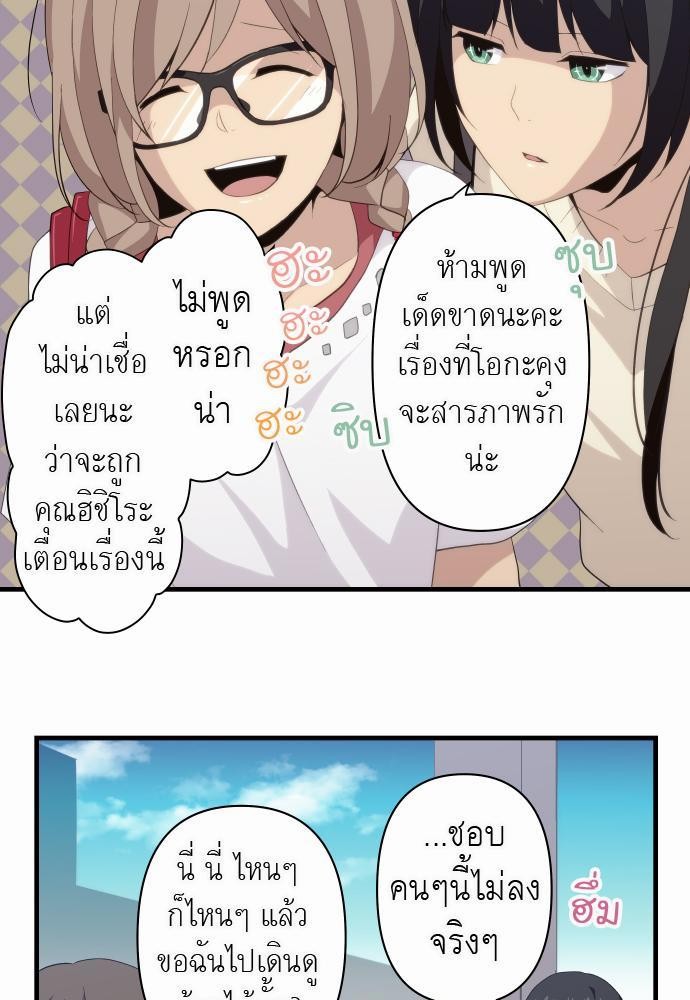 ห้ามพูด
เด็ดขาดนะคะ
เรื่องที่โอกะคุง
จะสารภาพรัก
น่ะ
ซุบ
ซิบ
ฮะ
ฮะ
ฮะ
ฮะ
ไม่พูด
หรอก
น่า
แต่
ไม่น่าเชื่อ
เลยนะ
ว่าจะถูก
คุณฮิชิโระ
เตือนเรื่องนี้
...ชอบ
คนๆนี้ไม่ลง
จริงๆ
ฮึ่ม
นี่ นี่ ไหนๆ
ก็ไหนๆ แล้ว
ขอฉันไปเดินดู